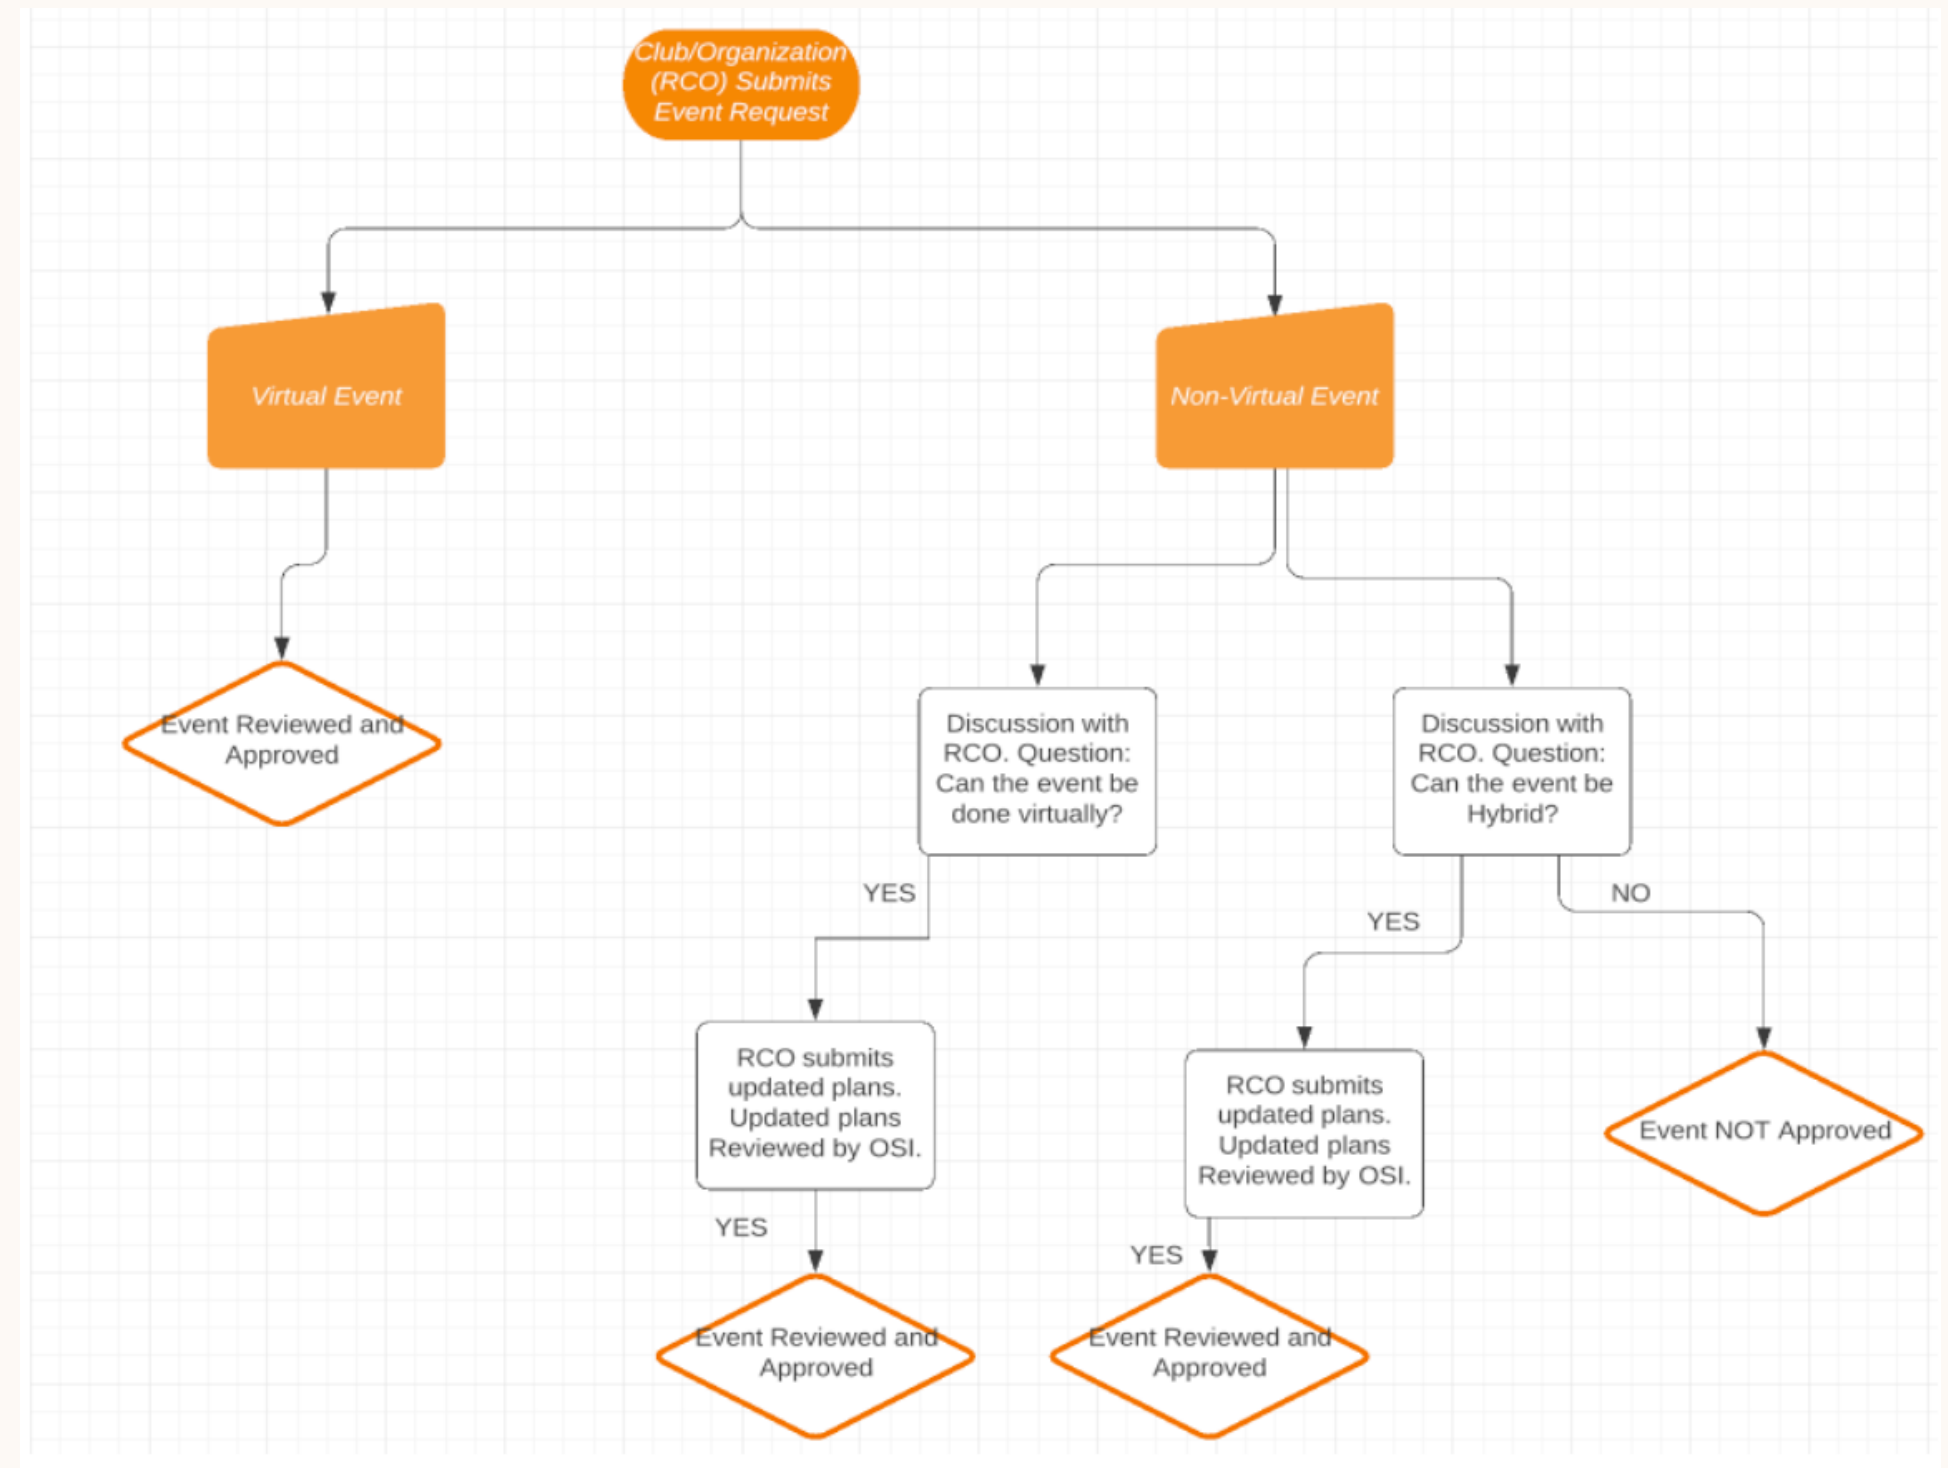 Club/Organization
(RCO) Submits
Event Request
Virtual Event
Non-Virtual Event
Event Reviewed and
Approved
Discussion with
RCO. Question:
Can the event be
done virtually?
Discussion with
RCO. Question:
Can the event be
Hybrid?
YES
YES
NO
RCO submits
updated plans.
Updated plans
Reviewed by OSI.
RCO submits
updated plans.
Updated plans
Reviewed by OSI.
Event NOT Approved
YES
YES
Event Reviewed and
Approved
Event Reviewed and
Approved